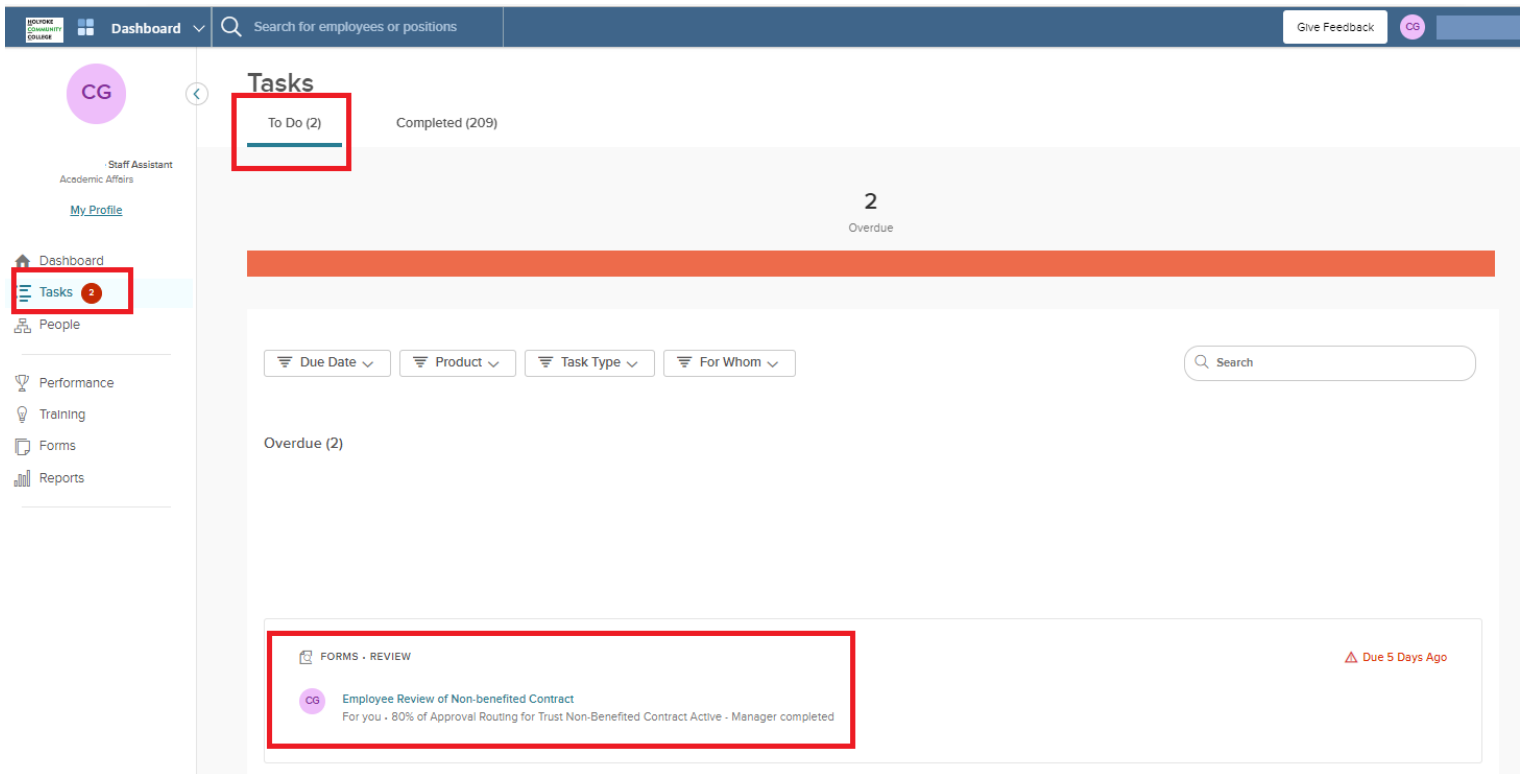 HOLYOKE
COMMUNITY
COLLEGE
Dashboard
Search for employees or positions
Give Feedback
CG
CG
Staff Assistant
Academic Affairs
My Profile
Dashboard
Tasks 2
People
Performance
Training
Forms
Reports
Tasks
To Do (2) Completed (209)
2
Overdue
Due Date Product Task Type For Whom Search
Overdue (2)
FORMS • REVIEW Due 5 Days Ago
CG Employee Review of Non-benefited Contract
For you • 80% of Approval Routing for Trust Non-Benefited Contract Active - Manager completed